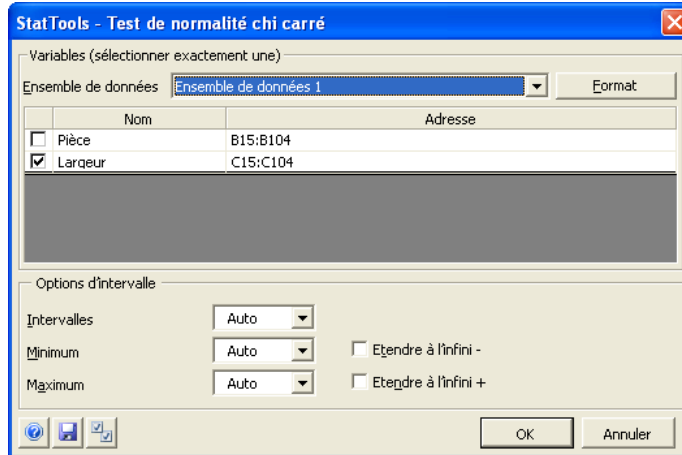 StatTools - Test de normalité chi carré
Variables (sélectionner exactement une)
Ensemble de données Ensemble de données 1 Format
Nom Adresse
Pièce B15:B104
Largeur C15:C104
Options d'intervalle
Intervalles Auto
Minimum Auto Etendre à l'infini -
Maximum Auto Etendre à l'infini +
OK Annuler